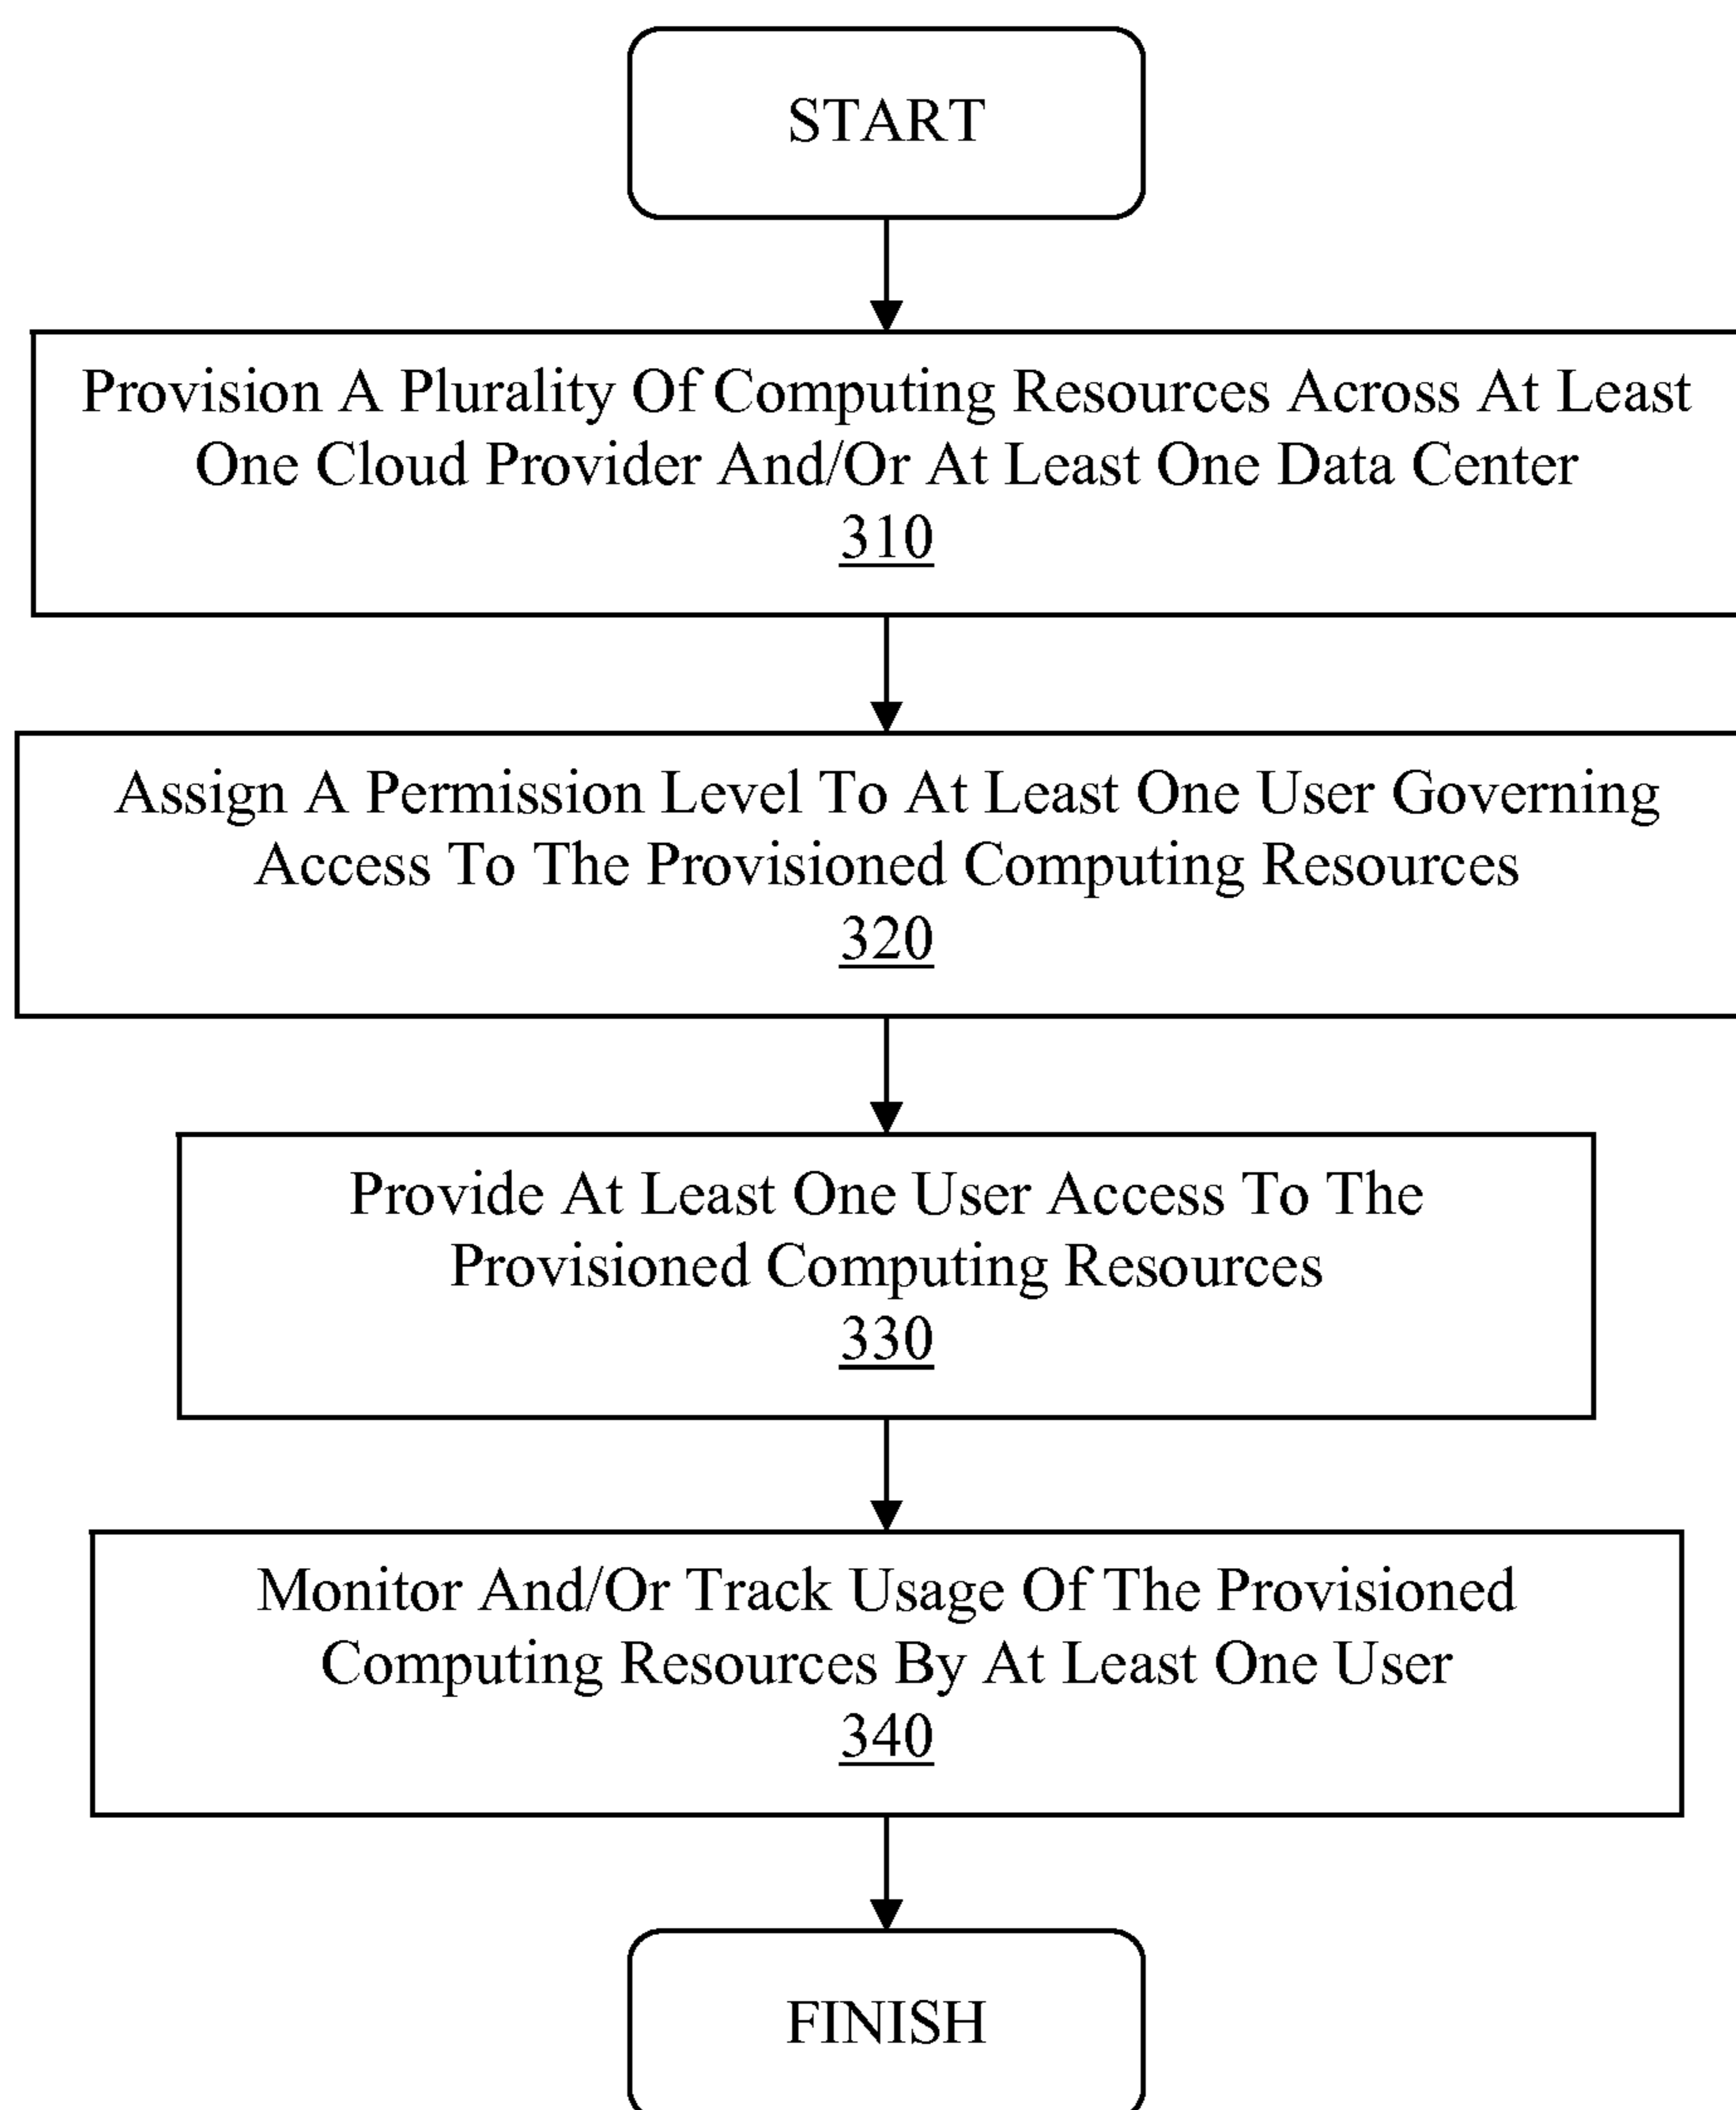 START
Provision A Plurality Of Computing Resources Across At Least
One Cloud Provider And/Or At Least One Data Center
310
Assign A Permission Level To At Least One User Governing
Access To The Provisioned Computing Resources
320
Provide At Least One User Access To The
Provisioned Computing Resources
330
Monitor And/Or Track Usage Of The Provisioned
Computing Resources By At Least One User
340
FINISH